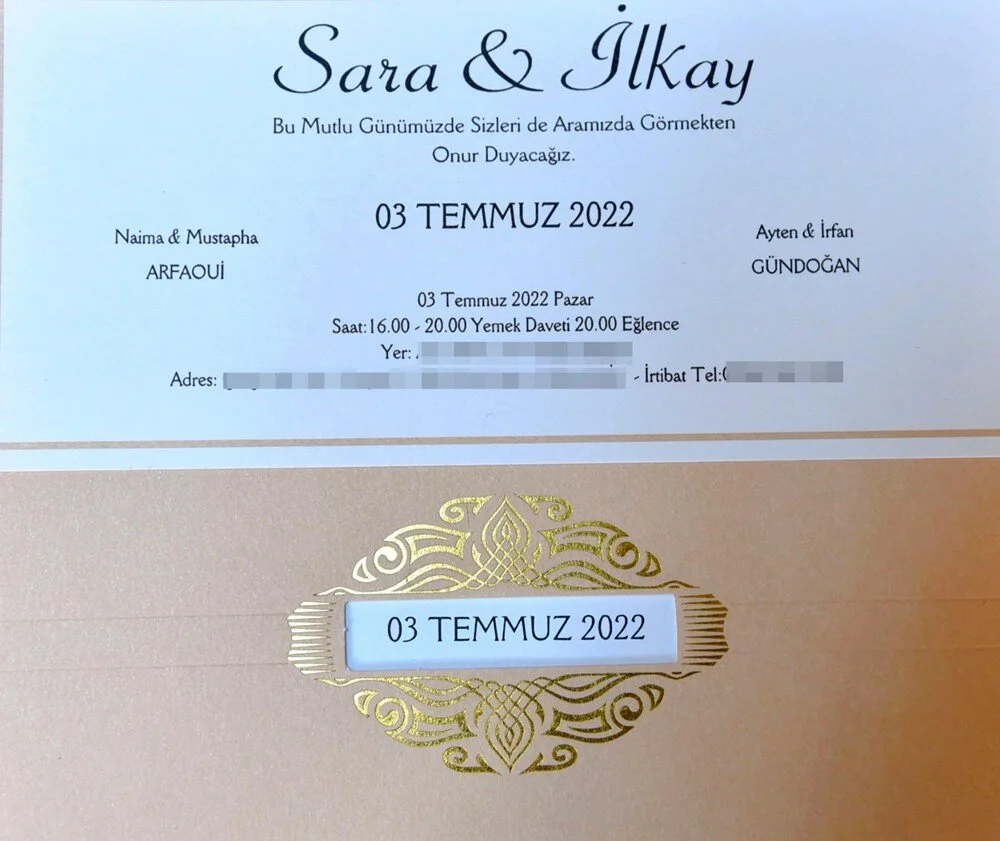 Sara & İlkay
Bu Mutlu Günümüzde Sizleri de Aramızda Görmekten
Onur Duyacağız.
03 TEMMUZ 2022
Naima & Mustapha
ARFAOUİ
Ayten & İrfan
GÜNDOĞAN
03 Temmuz 2022 Pazar
Saat:16.00 - 20.00 Yemek Daveti 20.00 Eğlence
Yer:
Adres: - İrtibat Tel:
03 TEMMUZ 2022